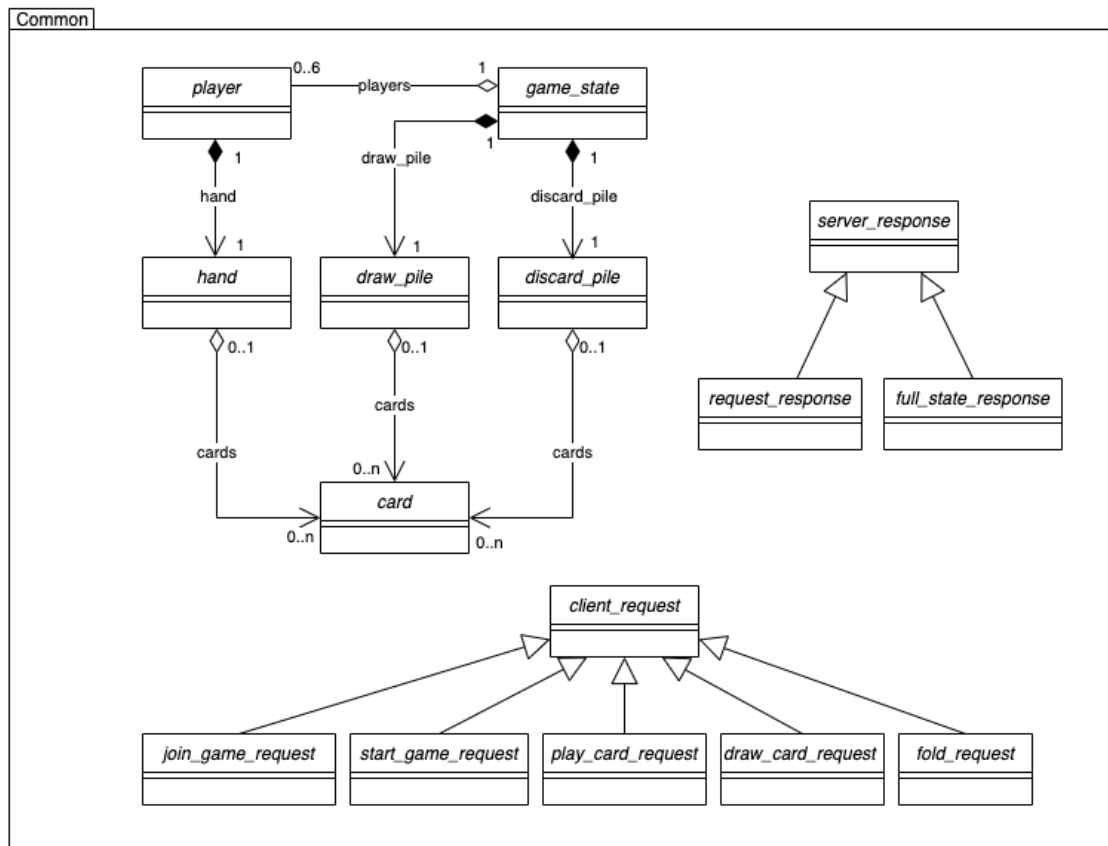 Common
player
0..6
players
1
game_state
1
hand
1
1
draw_pile
1
1
discard_pile
1
hand
draw_pile
discard_pile
server_response
0..1
0..1
0..1
cards
cards
cards
0..n
0..n
0..n
card
request_response
full_state_response
client_request
join_game_request
start_game_request
play_card_request
draw_card_request
fold_request